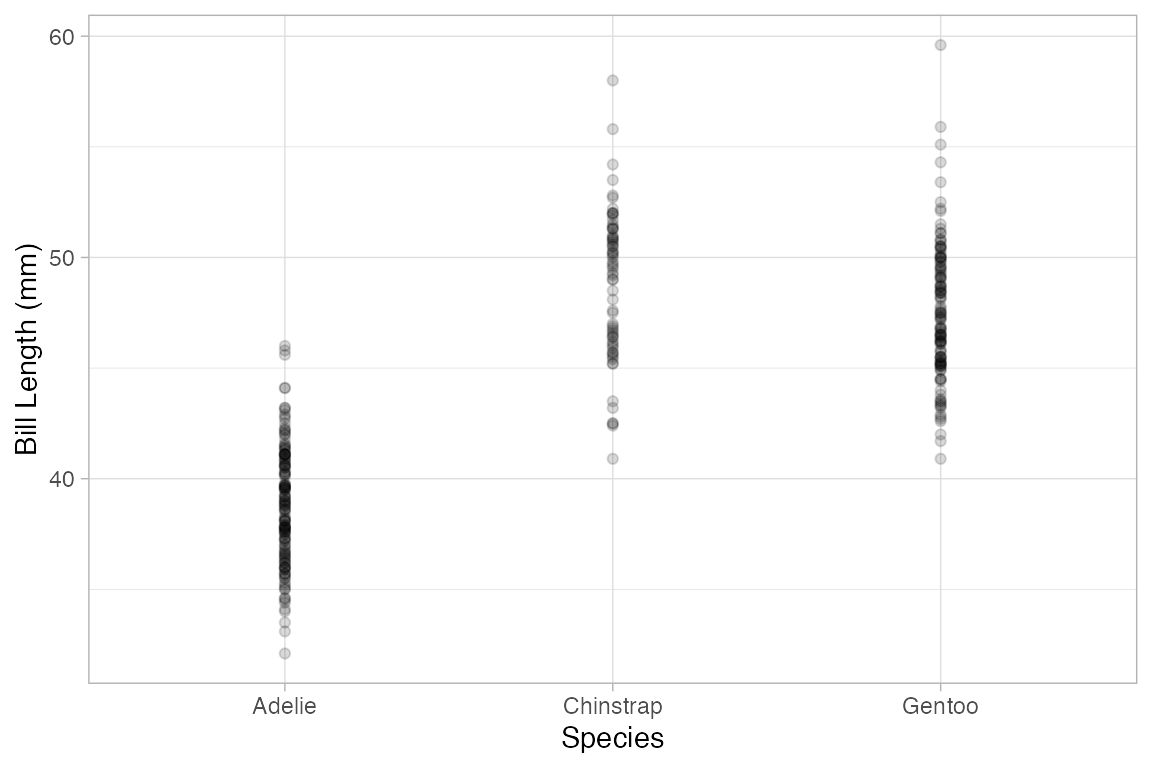 60
50
40
Bill Length (mm)
Adelie
Chinstrap
Gentoo
Species